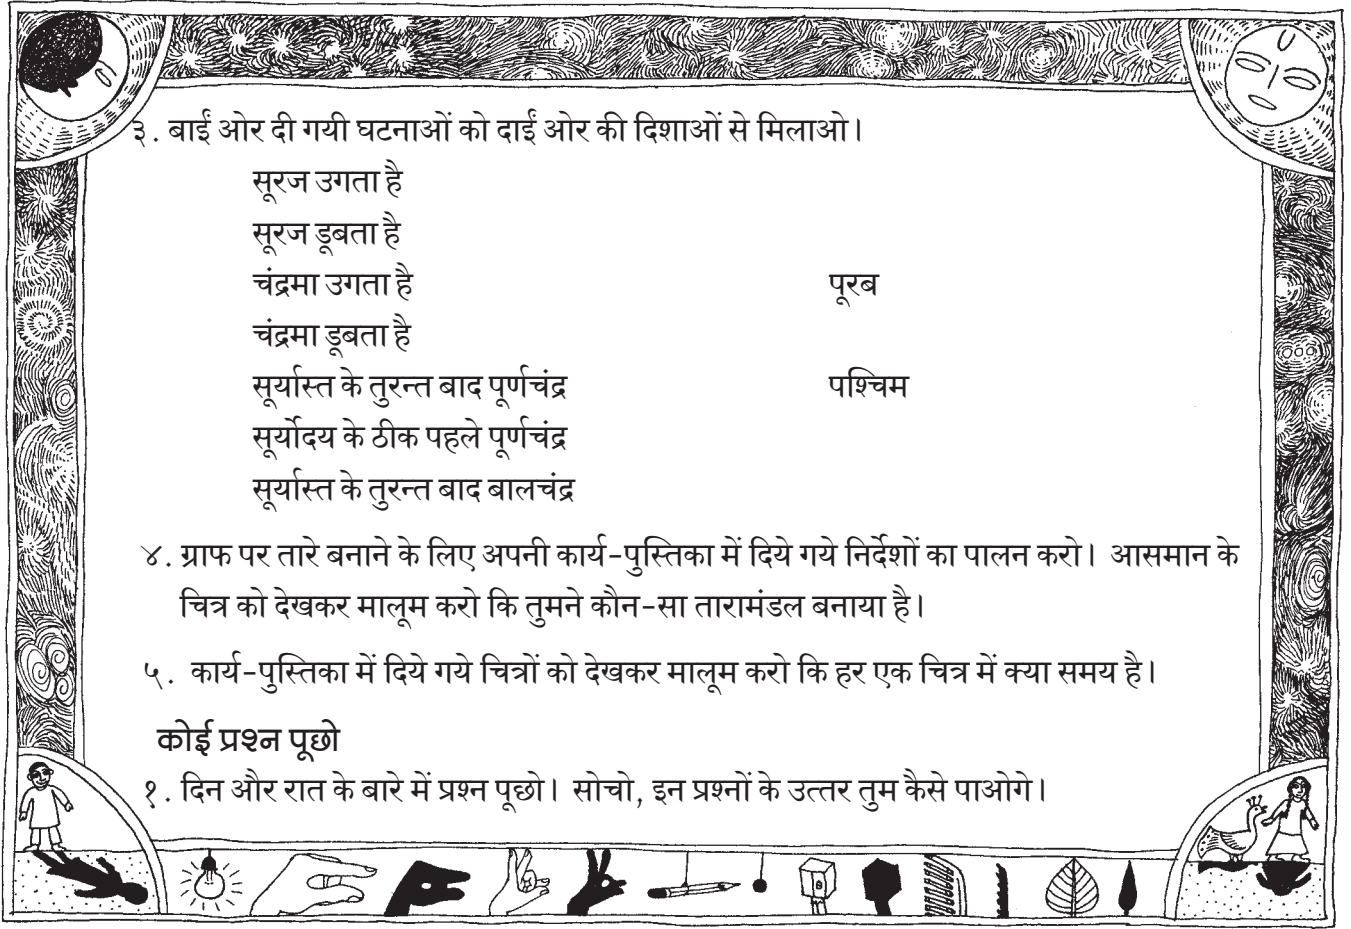 ३. बाईं ओर दी गयी घटनाओं को दाईं ओर की दिशाओं से मिलाओ।
सूरज उगता है
सूरज डूबता है
चंद्रमा उगता है पूरब
चंद्रमा डूबता है
सूर्यास्त के तुरन्त बाद पूर्णचंद्र पश्चिम
सूर्योदय के ठीक पहले पूर्णचंद्र
सूर्यास्त के तुरन्त बाद बालचंद्र
४. ग्राफ पर तारे बनाने के लिए अपनी कार्य-पुस्तिका में दिये गये निर्देशों का पालन करो। आसमान के
चित्र को देखकर मालूम करो कि तुमने कौन-सा तारामंडल बनाया है।
५. कार्य-पुस्तिका में दिये गये चित्रों को देखकर मालूम करो कि हर एक चित्र में क्या समय है।
कोई प्रश्न पूछो
१. दिन और रात के बारे में प्रश्न पूछो। सोचो, इन प्रश्नों के उत्तर तुम कैसे पाओगे।